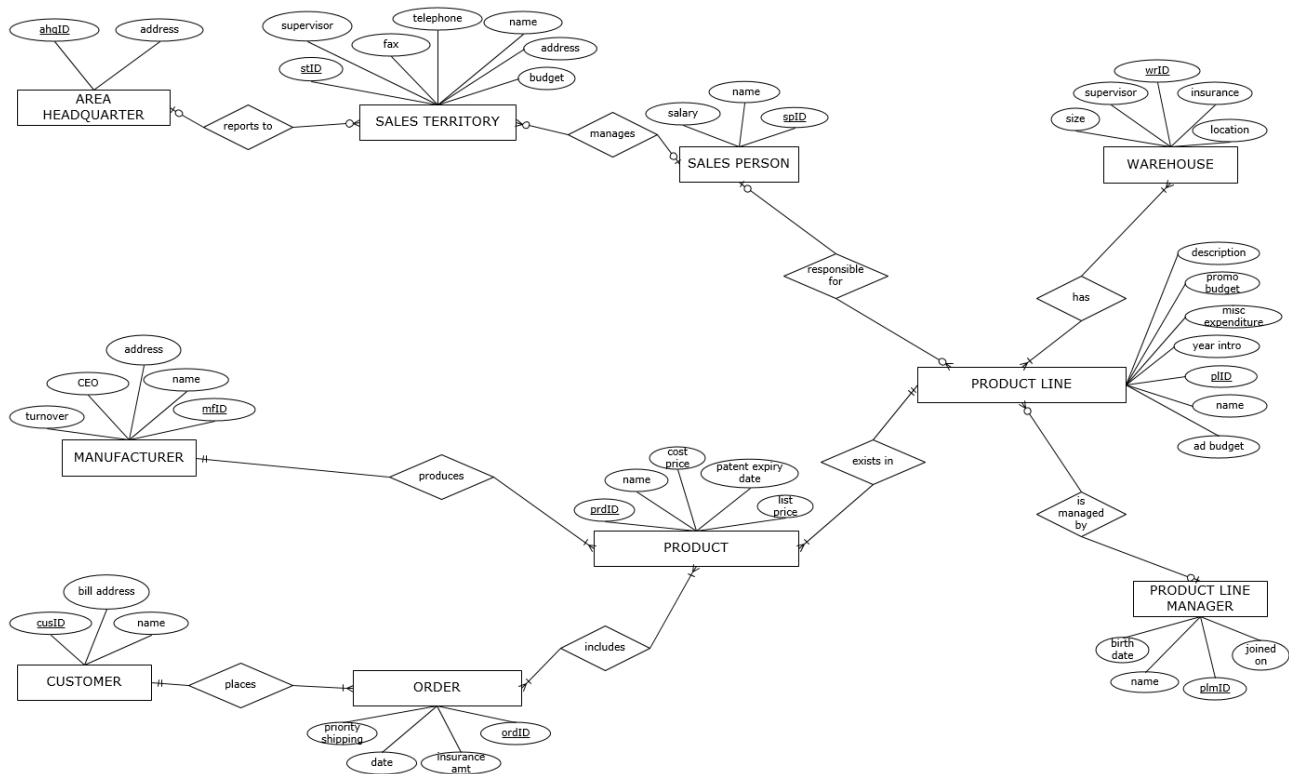 ahqID
address
AREA
HEADQUARTER
reports to
supervisor
telephone
name
fax
address
stID
budget
SALES TERRITORY
manages
name
salary
spID
SALES PERSON
wrID
supervisor
insurance
size
location
WAREHOUSE
responsible
for
has
description
promo
budget
misc
expenditure
year intro
plID
name
ad budget
PRODUCT LINE
address
CEO
name
turnover
mfID
MANUFACTURER
produces
cost
price
name
patent expiry
date
prdID
list
price
PRODUCT
exists in
is
managed
by
PRODUCT LINE
MANAGER
birth
date
joined
on
name
plmID
bill address
cusID
name
CUSTOMER
places
includes
ORDER
priority
shipping
ordID
date
insurance
amt